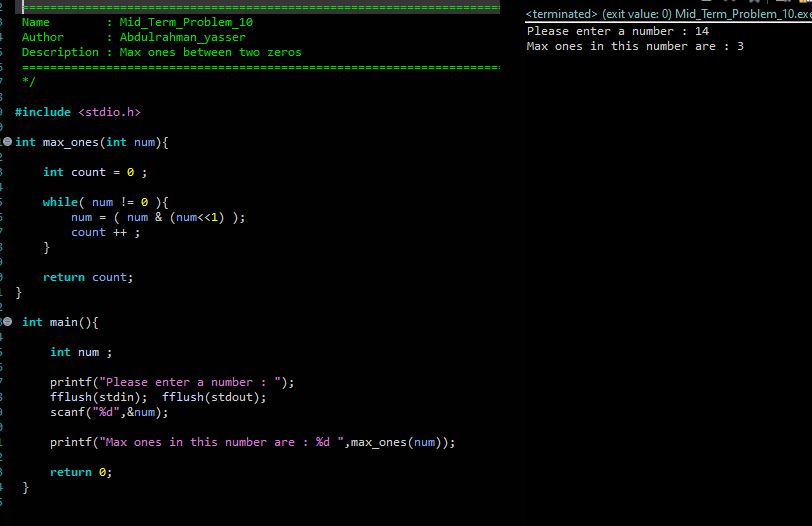 ================================================================
Name        : Mid_Term_Problem_10
Author      : Abdulrahman_yasser
Description : Max ones between two zeros
================================================================
*/
#include <stdio.h>
int max_ones(int num){
    int count = 0 ;
    while( num != 0 ){
        num = ( num & (num<<1) );
        count ++ ;
    }
    return count;
}
int main(){
    int num ;
    printf("Please enter a number : ");
    fflush(stdin);  fflush(stdout);
    scanf("%d",&num);
    printf("Max ones in this number are : %d ",max_ones(num));
    return 0;
}
<terminated> (exit value: 0) Mid_Term_Problem_10.exe
Please enter a number : 14
Max ones in this number are : 3